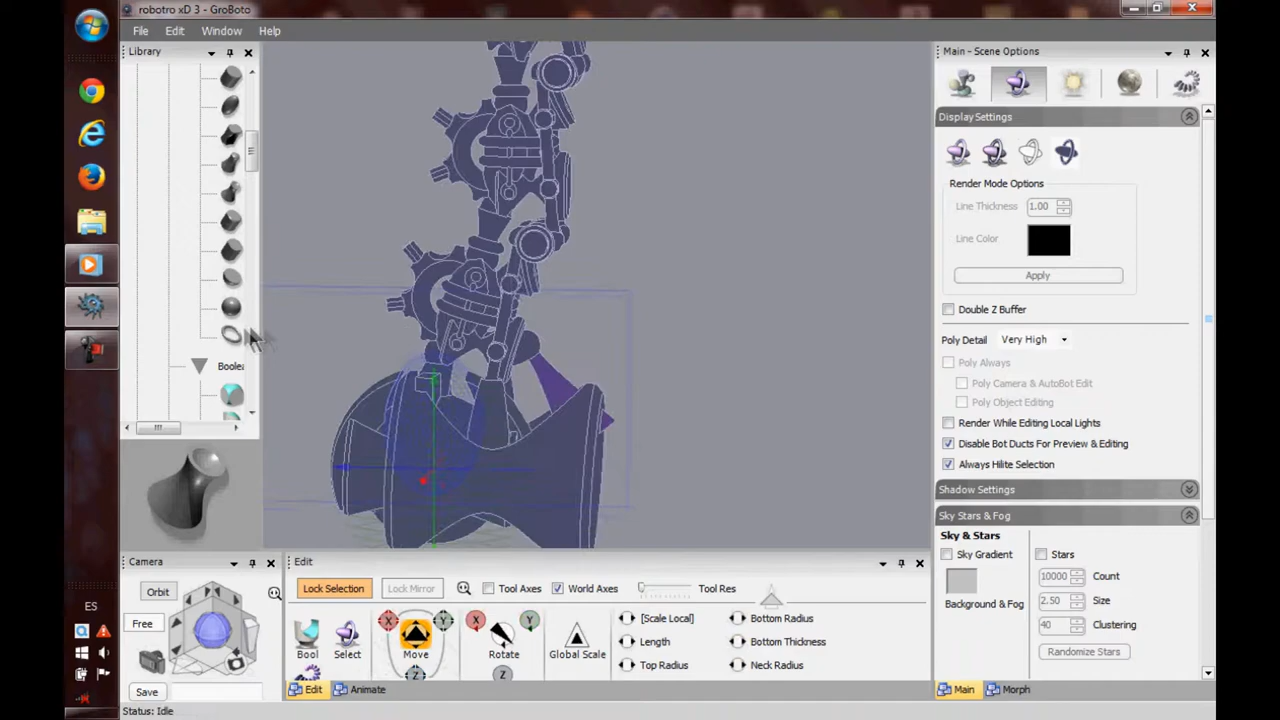 robotro xD 3 - GroBoto
File Edit Window Help
Library
Boolea
Main - Scene Options
Display Settings
Render Mode Options
Line Thickness 1.00
Line Color
Apply
Double Z Buffer
Poly Detail Very High
Poly Always
Poly Camera & AutoBot Edit
Poly Object Editing
Render While Editing Local Lights
Disable Bot Ducts For Preview & Editing
Always Hilite Selection
Shadow Settings
Sky Stars & Fog
Sky & Stars
Sky Gradient Stars
10000 Count
Background & Fog 2.50 Size
40 Clustering
Randomize Stars
Main Morph
Camera
Orbit
Free
Save
Edit
Lock Selection Lock Mirror Tool Axes World Axes Tool Res
X Y X Y
Bool Select Move Rotate Global Scale
Z Z
[Scale Local] Bottom Radius
Length Bottom Thickness
Top Radius Neck Radius
Edit Animate
Status: Idle
ES